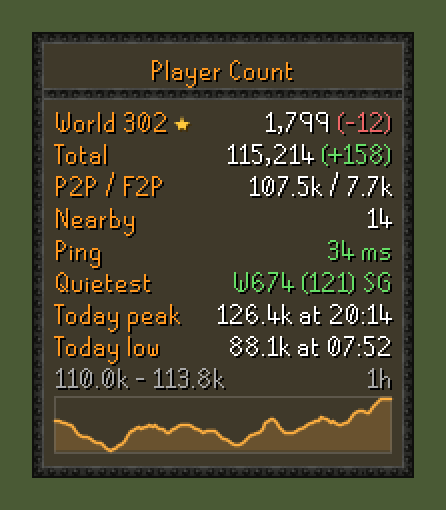 Player Count
World 302 ★ 1,799 (-12)
Total 115,214 (+158)
P2P / F2P 107.5k / 7.7k
Nearby 14
Ping 34 ms
Quietest W674 (121) SG
Today peak 126.4k at 20:14
Today low 88.1k at 07:52
110.0k - 113.8k 1h